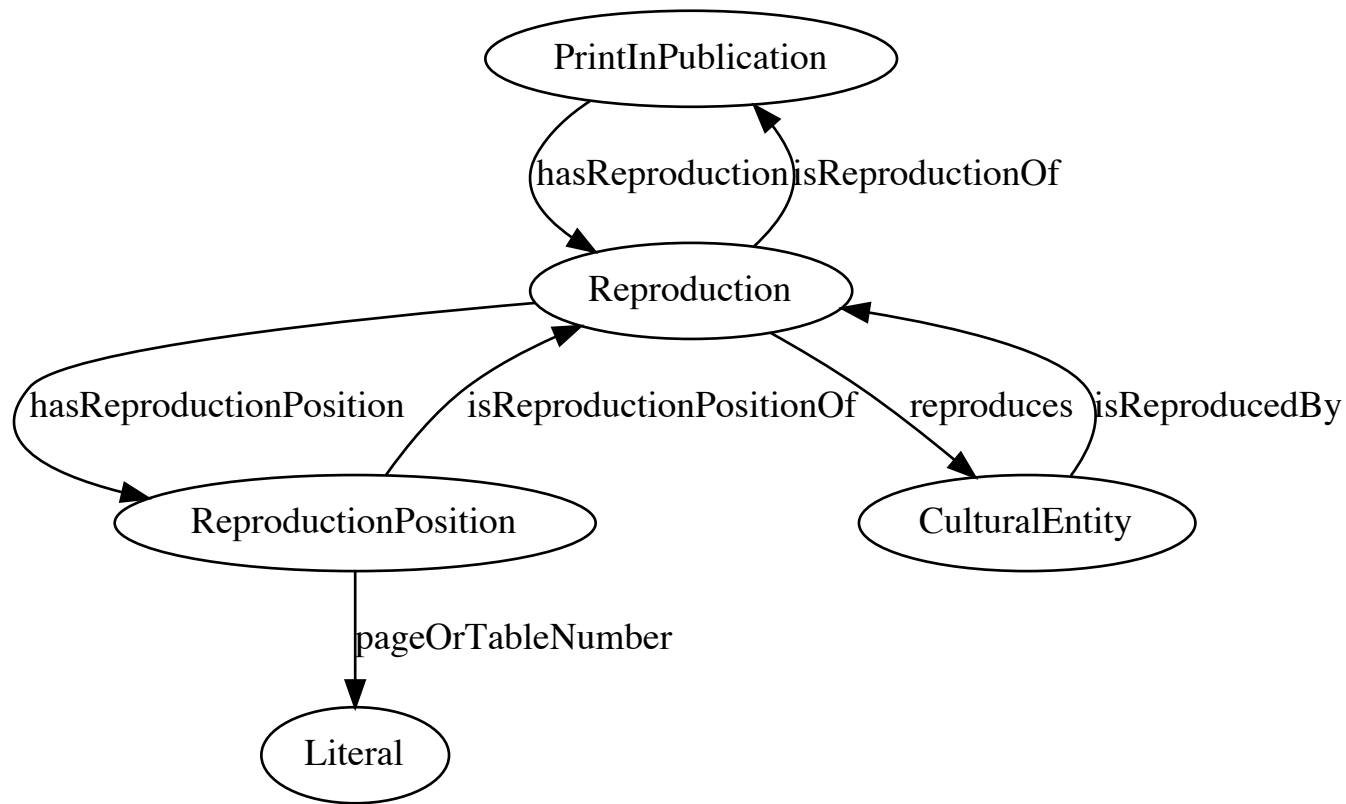 PrintInPublication
hasReproduction
isReproductionOf
Reproduction
hasReproductionPosition
isReproductionPositionOf
reproduces
isReproducedBy
ReproductionPosition
CulturalEntity
pageOrTableNumber
Literal